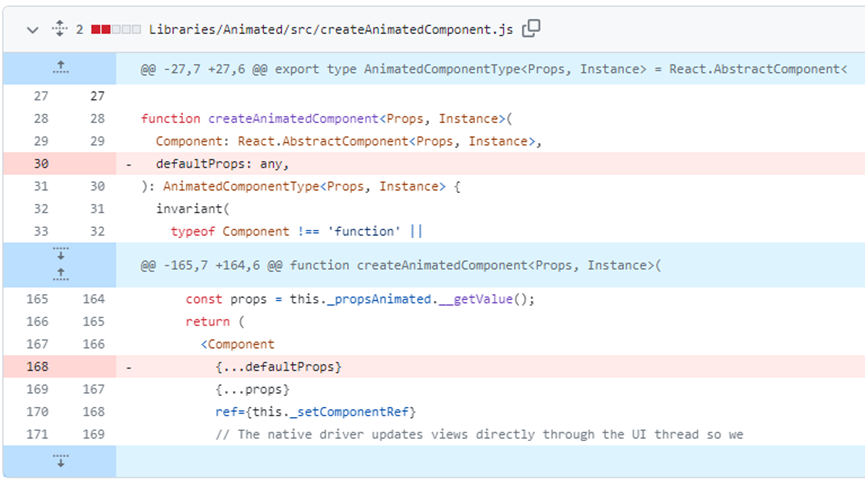 2 Libraries/Animated/src/createAnimatedComponent.js
@@ -27,7 +27,6 @@ export type AnimatedComponentType<Props, Instance> = React.AbstractComponent<
27 27
28 28 function createAnimatedComponent<Props, Instance>(
29 29 Component: React.AbstractComponent<Props, Instance>,
30 - defaultProps: any,
31 30 ): AnimatedComponentType<Props, Instance> {
32 31 invariant(
33 32 typeof Component !== 'function' ||
@@ -165,7 +164,6 @@ function createAnimatedComponent<Props, Instance>(
165 164 const props = this._propsAnimated.__getValue();
166 165 return (
167 166 <Component
168 - {...defaultProps}
169 167 {...props}
170 168 ref={this._setComponentRef}
171 169 // The native driver updates views directly through the UI thread so we